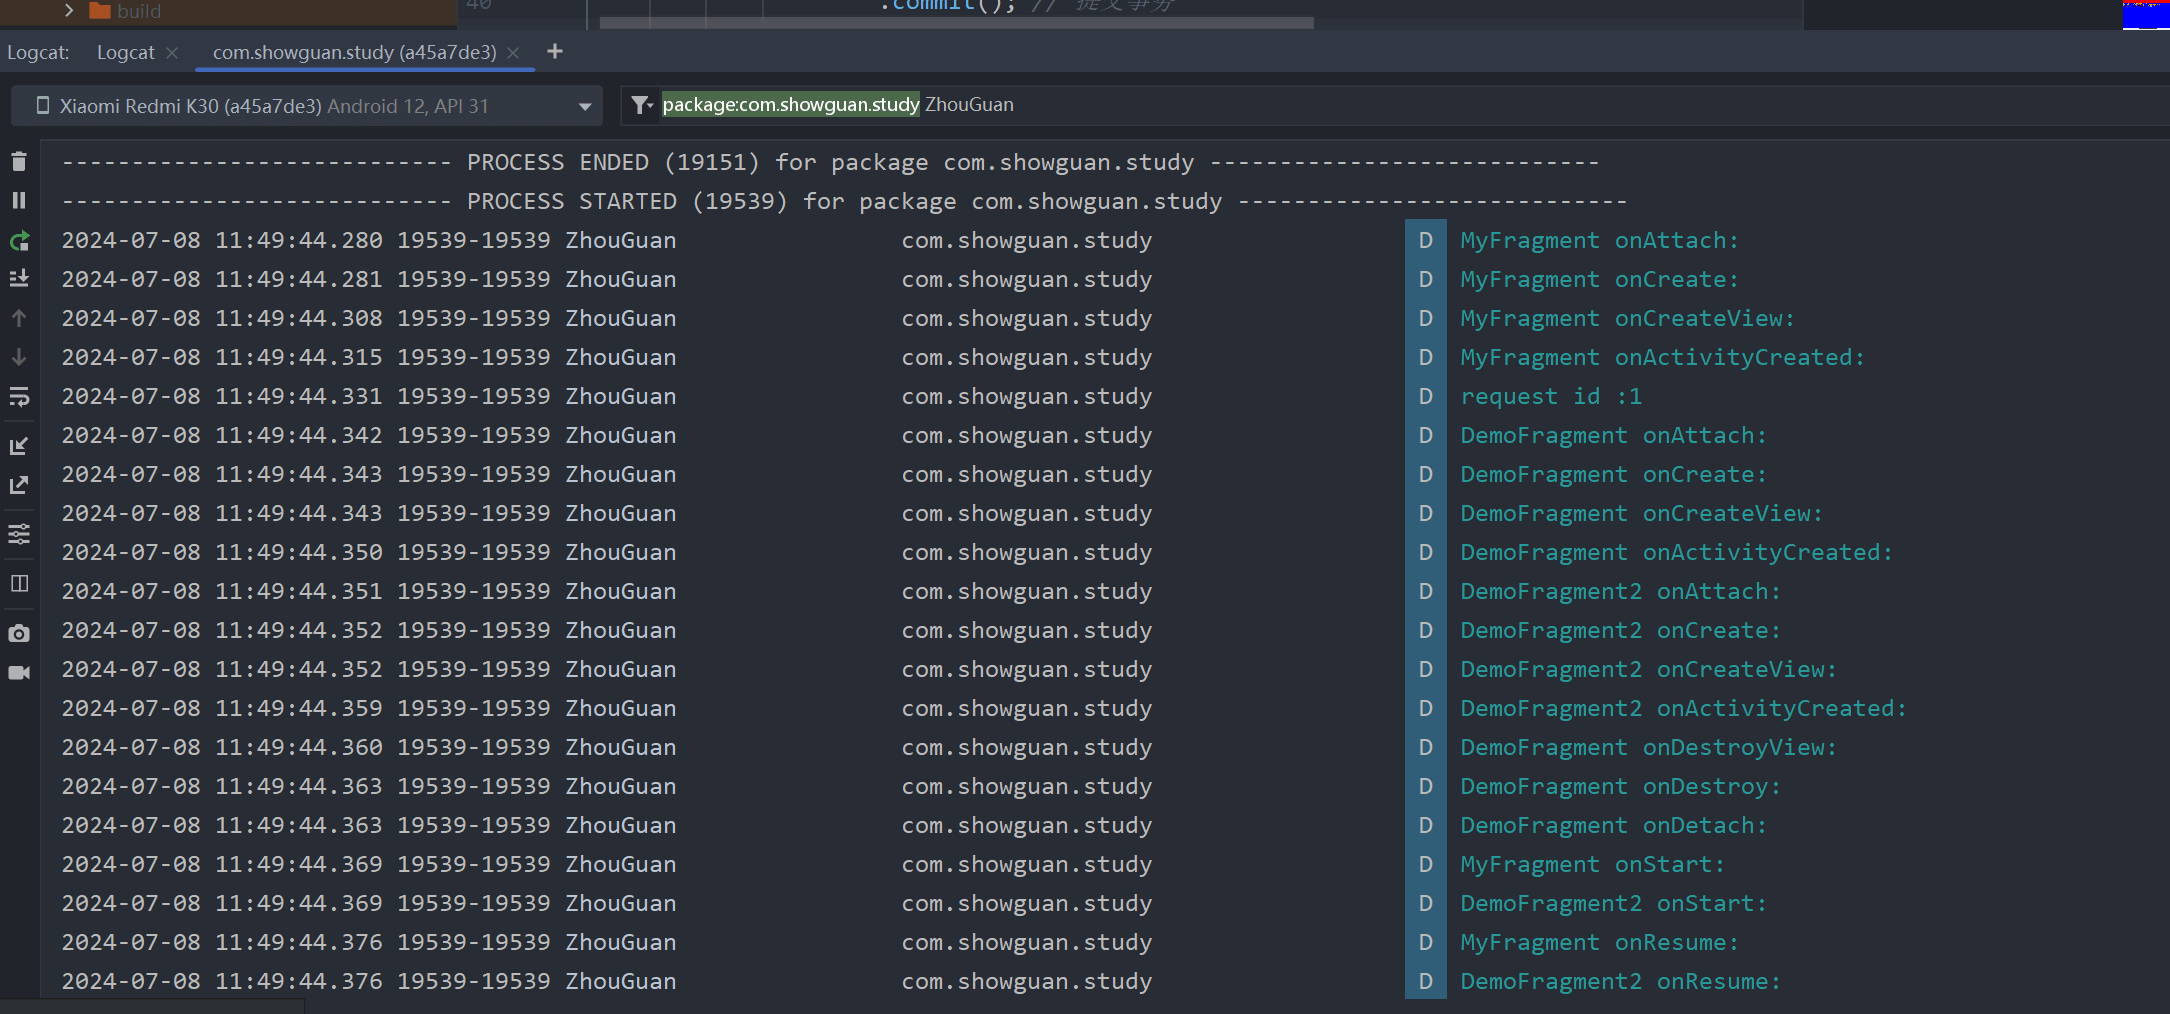 build
40 .commit(); // 提交事务
Logcat: Logcat com.showguan.study (a45a7de3)
Xiaomi Redmi K30 (a45a7de3) Android 12, API 31 package:com.showguan.study ZhouGuan
---------------------------- PROCESS ENDED (19151) for package com.showguan.study ----------------------------
---------------------------- PROCESS STARTED (19539) for package com.showguan.study ----------------------------
2024-07-08 11:49:44.280 19539-19539 ZhouGuan com.showguan.study D MyFragment onAttach:
2024-07-08 11:49:44.281 19539-19539 ZhouGuan com.showguan.study D MyFragment onCreate:
2024-07-08 11:49:44.308 19539-19539 ZhouGuan com.showguan.study D MyFragment onCreateView:
2024-07-08 11:49:44.315 19539-19539 ZhouGuan com.showguan.study D MyFragment onActivityCreated:
2024-07-08 11:49:44.331 19539-19539 ZhouGuan com.showguan.study D request id :1
2024-07-08 11:49:44.342 19539-19539 ZhouGuan com.showguan.study D DemoFragment onAttach:
2024-07-08 11:49:44.343 19539-19539 ZhouGuan com.showguan.study D DemoFragment onCreate:
2024-07-08 11:49:44.343 19539-19539 ZhouGuan com.showguan.study D DemoFragment onCreateView:
2024-07-08 11:49:44.350 19539-19539 ZhouGuan com.showguan.study D DemoFragment onActivityCreated:
2024-07-08 11:49:44.351 19539-19539 ZhouGuan com.showguan.study D DemoFragment2 onAttach:
2024-07-08 11:49:44.352 19539-19539 ZhouGuan com.showguan.study D DemoFragment2 onCreate:
2024-07-08 11:49:44.352 19539-19539 ZhouGuan com.showguan.study D DemoFragment2 onCreateView:
2024-07-08 11:49:44.359 19539-19539 ZhouGuan com.showguan.study D DemoFragment2 onActivityCreated:
2024-07-08 11:49:44.360 19539-19539 ZhouGuan com.showguan.study D DemoFragment onDestroyView:
2024-07-08 11:49:44.363 19539-19539 ZhouGuan com.showguan.study D DemoFragment onDestroy:
2024-07-08 11:49:44.363 19539-19539 ZhouGuan com.showguan.study D DemoFragment onDetach:
2024-07-08 11:49:44.369 19539-19539 ZhouGuan com.showguan.study D MyFragment onStart:
2024-07-08 11:49:44.369 19539-19539 ZhouGuan com.showguan.study D DemoFragment2 onStart:
2024-07-08 11:49:44.376 19539-19539 ZhouGuan com.showguan.study D MyFragment onResume:
2024-07-08 11:49:44.376 19539-19539 ZhouGuan com.showguan.study D DemoFragment2 onResume: